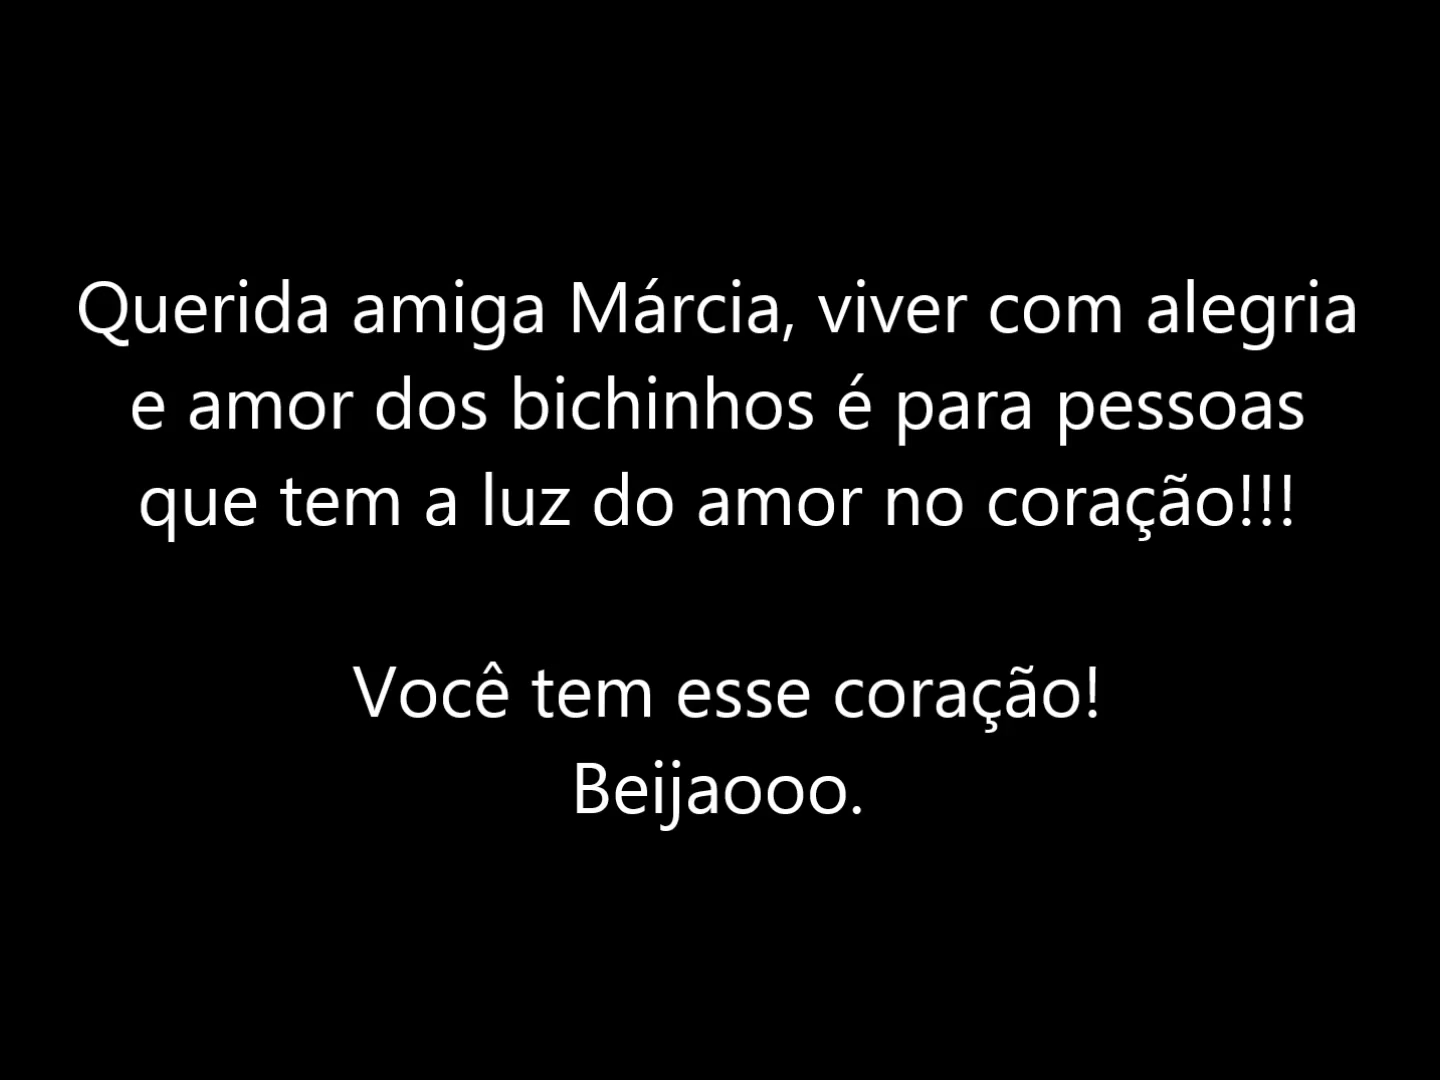 Querida amiga Márcia, viver com alegria
e amor dos bichinhos é para pessoas
que tem a luz do amor no coração!!!
Você tem esse coração!
Beijaooo.